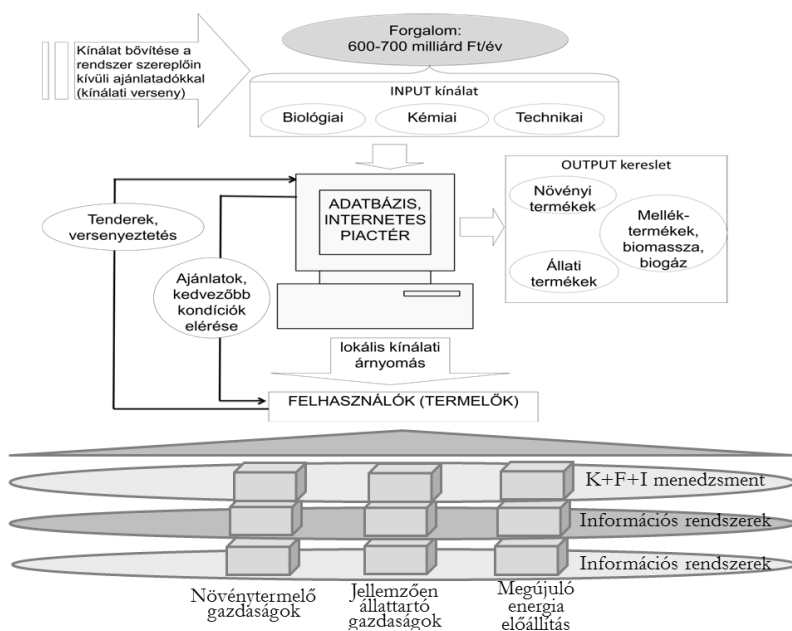 Forgalom:
600-700 milliárd Ft/év
Kínálat bővítése a
rendszer szereplőin
kívüli ajánlatadókkal
(kínálati verseny)
INPUT kínálat
Biológiai
Kémiai
Technikai
OUTPUT kereslet
Növényi
termékek
Mellék-
termékek,
biomassza,
biogáz
Állati
termékek
ADATBÁZIS,
INTERNETES
PIACTÉR
Tenderek,
versenyeztetés
Ajánlatok,
kedvezőbb
kondíciók
elérése
lokális kínálati
árnyomás
FELHASZNÁLÓK (TERMELŐK)
K+F+I menedzsment
Információs rendszerek
Információs rendszerek
Növénytermelő
gazdaságok
Jellemzően
állattartó
gazdaságok
Megújuló
energia
előállítás